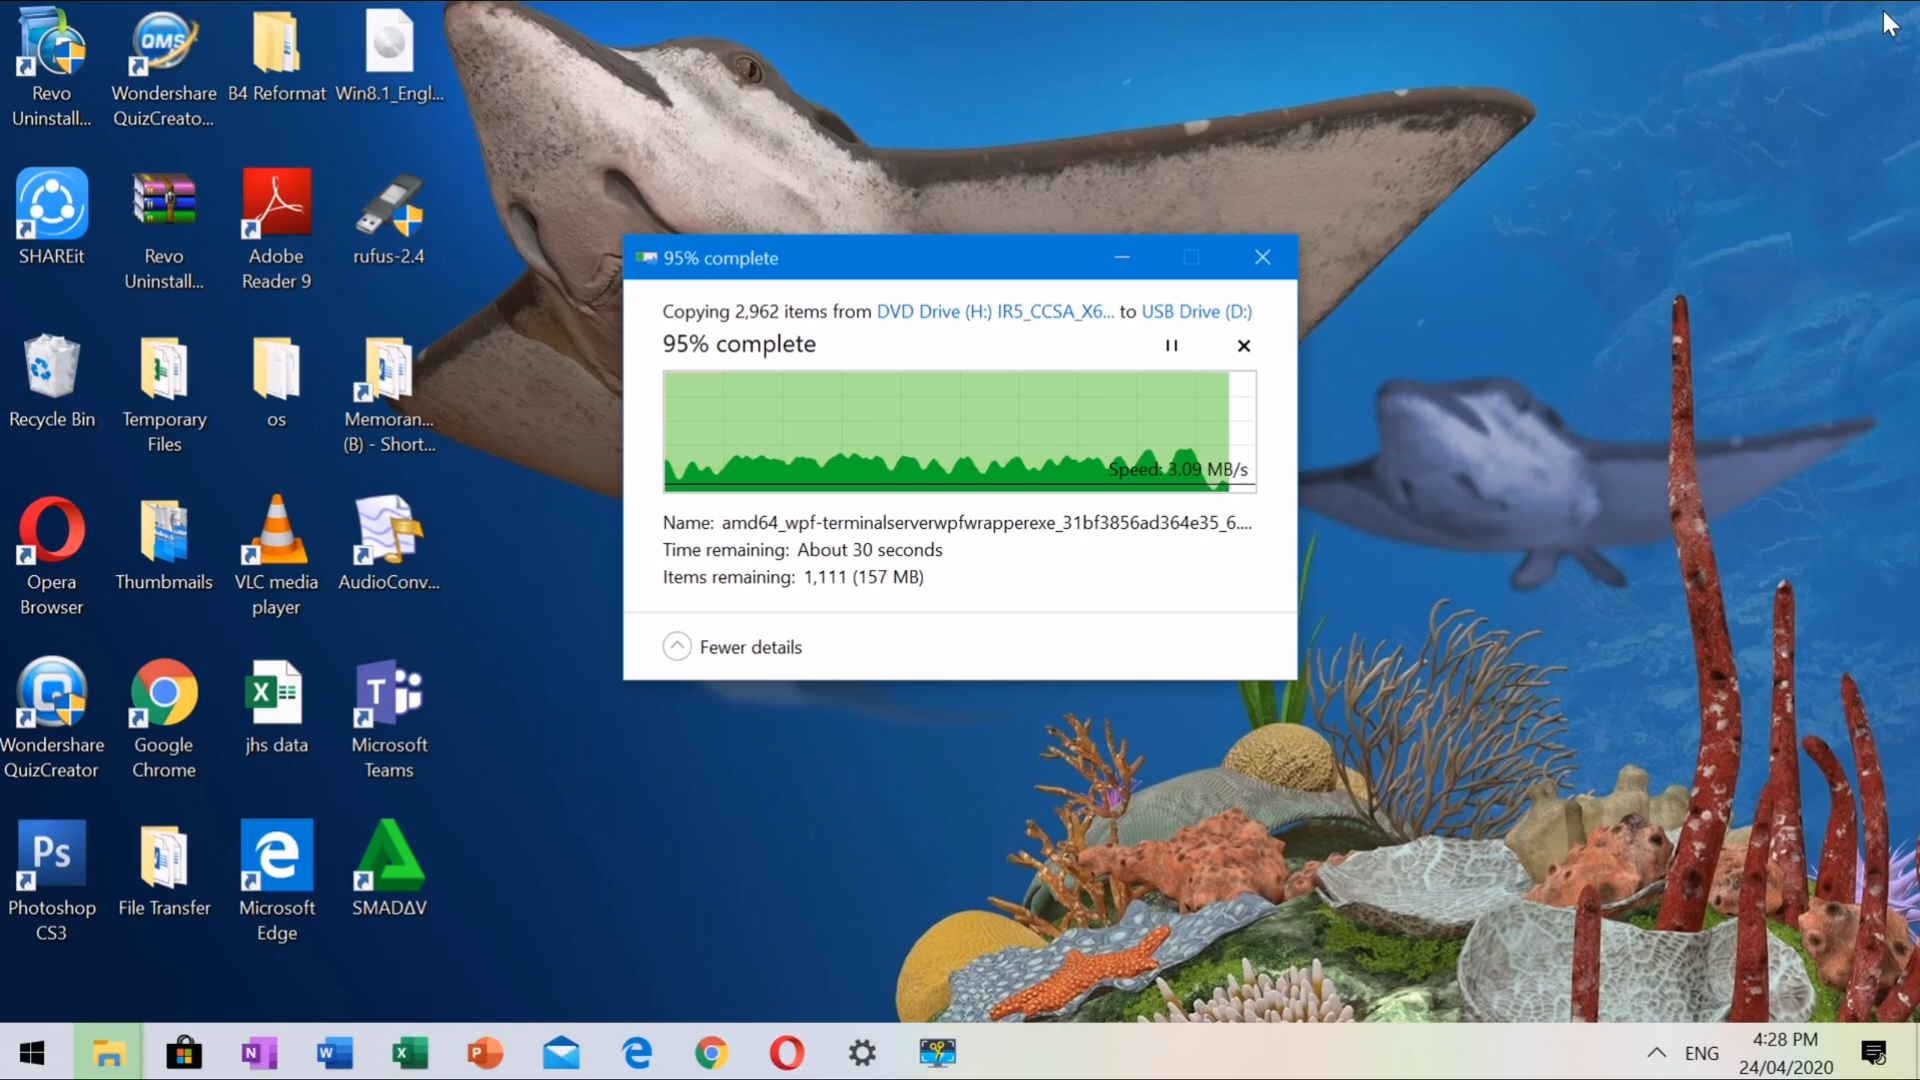 Revo
Uninstall...
Wondershare
QuizCreato...
B4 Reformat
Win8.1_Engl...
QMS
SHAREit
Revo
Uninstall...
Adobe
Reader 9
rufus-2.4
Recycle Bin
Temporary
Files
os
Memoran...
(B) - Short...
Opera
Browser
Thumbmails
VLC media
player
AudioConv...
Wondershare
QuizCreator
Google
Chrome
jhs data
Microsoft
Teams
Ps
Photoshop
CS3
File Transfer
Microsoft
Edge
SMADΔV
95% complete
Copying 2,962 items from DVD Drive (H:) IR5_CCSA_X6... to USB Drive (D:)
95% complete
Speed: 3.09 MB/s
Name: amd64_wpf-terminalserverwpfwrapperexe_31bf3856ad364e35_6....
Time remaining: About 30 seconds
Items remaining: 1,111 (157 MB)
Fewer details
ENG
4:28 PM
24/04/2020